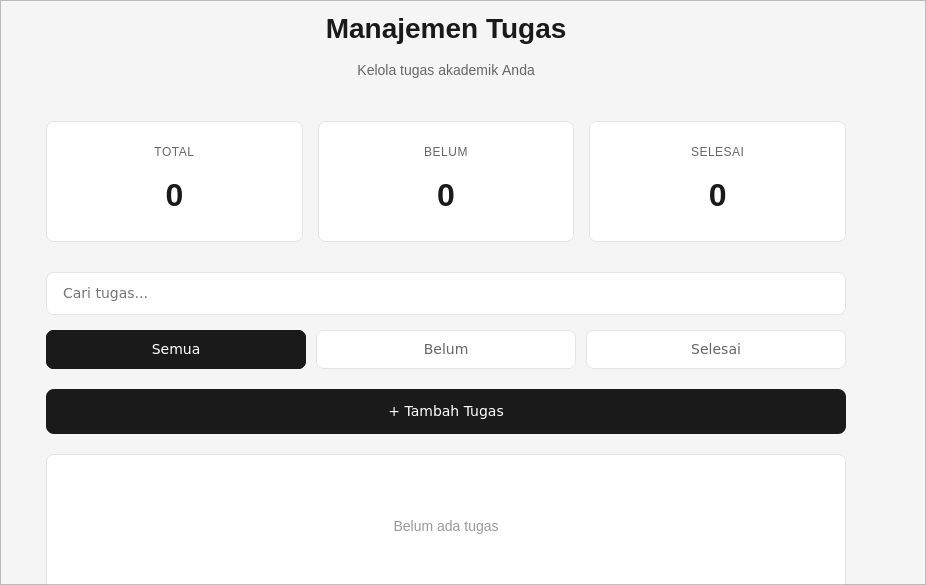 Manajemen Tugas
Kelola tugas akademik Anda
TOTAL
0
BELUM
0
SELESAI
0
Cari tugas...
Semua
Belum
Selesai
+ Tambah Tugas
Belum ada tugas